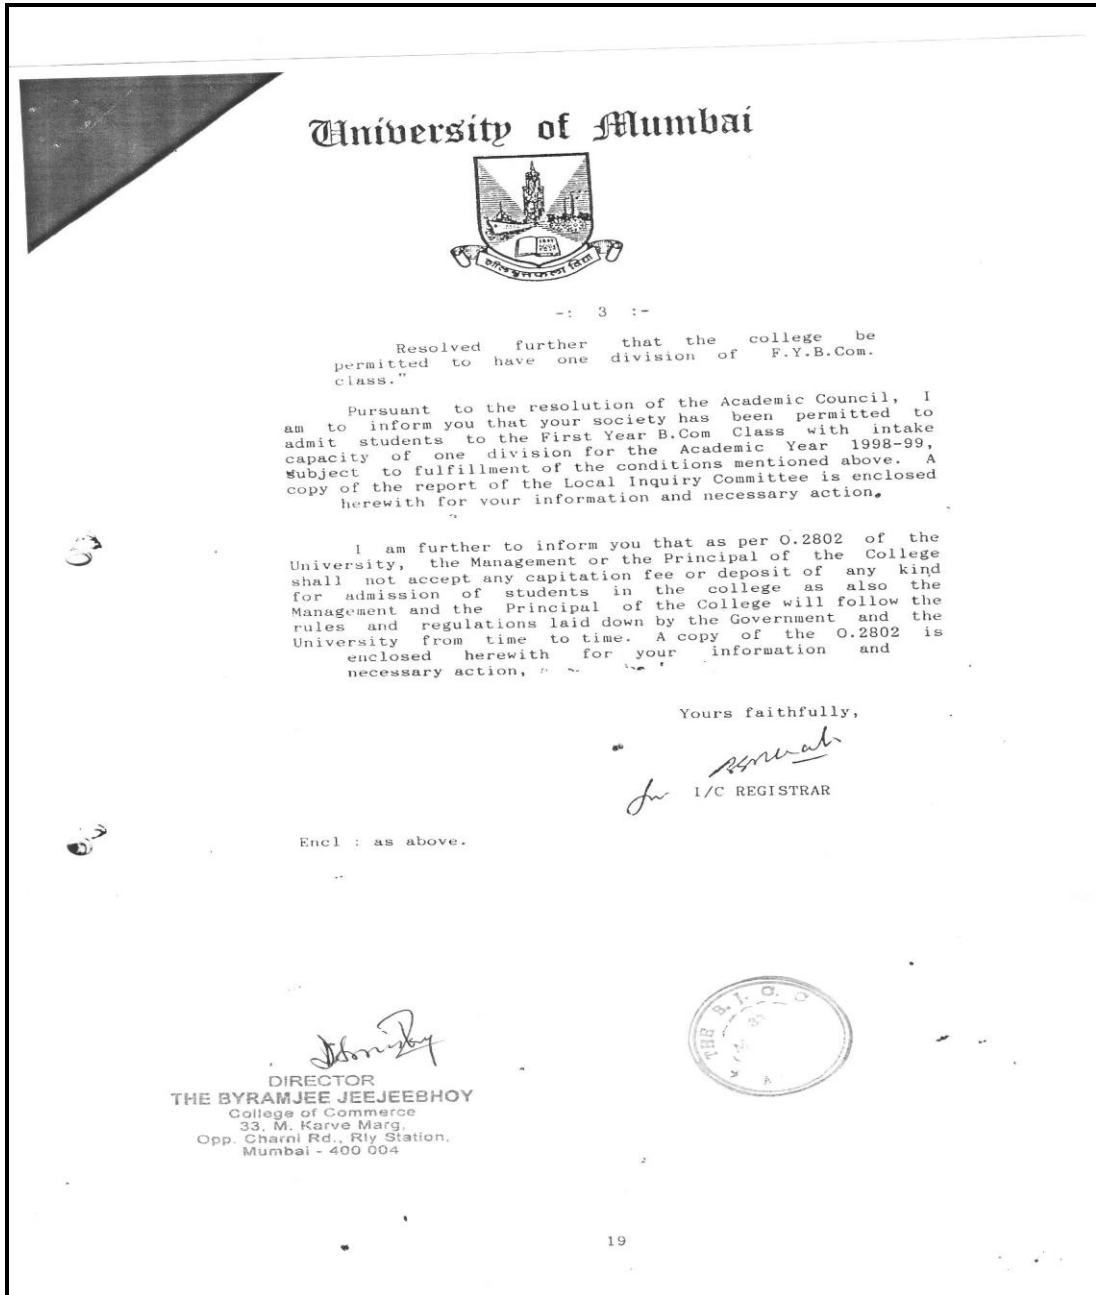 University of Mumbai
-: 3 :-
Resolved further that the college be
permitted to have one division of F.Y.B.Com.
class."
Pursuant to the resolution of the Academic Council, I
am to inform you that your society has been permitted to
admit students to the First Year B.Com Class with intake
capacity of one division for the Academic Year 1998-99,
subject to fulfillment of the conditions mentioned above. A
copy of the report of the Local Inquiry Committee is enclosed
herewith for your information and necessary action.
I am further to inform you that as per O.2802 of the
University, the Management or the Principal of the College
shall not accept any capitation fee or deposit of any kind
for admission of students in the college as also the
Management and the Principal of the College will follow the
rules and regulations laid down by the Government and the
University from time to time. A copy of the O.2802 is
enclosed herewith for your information and
necessary action,
Yours faithfully,
for I/C REGISTRAR
Encl : as above.
THE B. J. C. C
DIRECTOR
THE BYRAMJEE JEEJEEBHOY
College of Commerce
33, M. Karve Marg,
Opp. Charni Rd., Rly Station,
Mumbai - 400 004
19